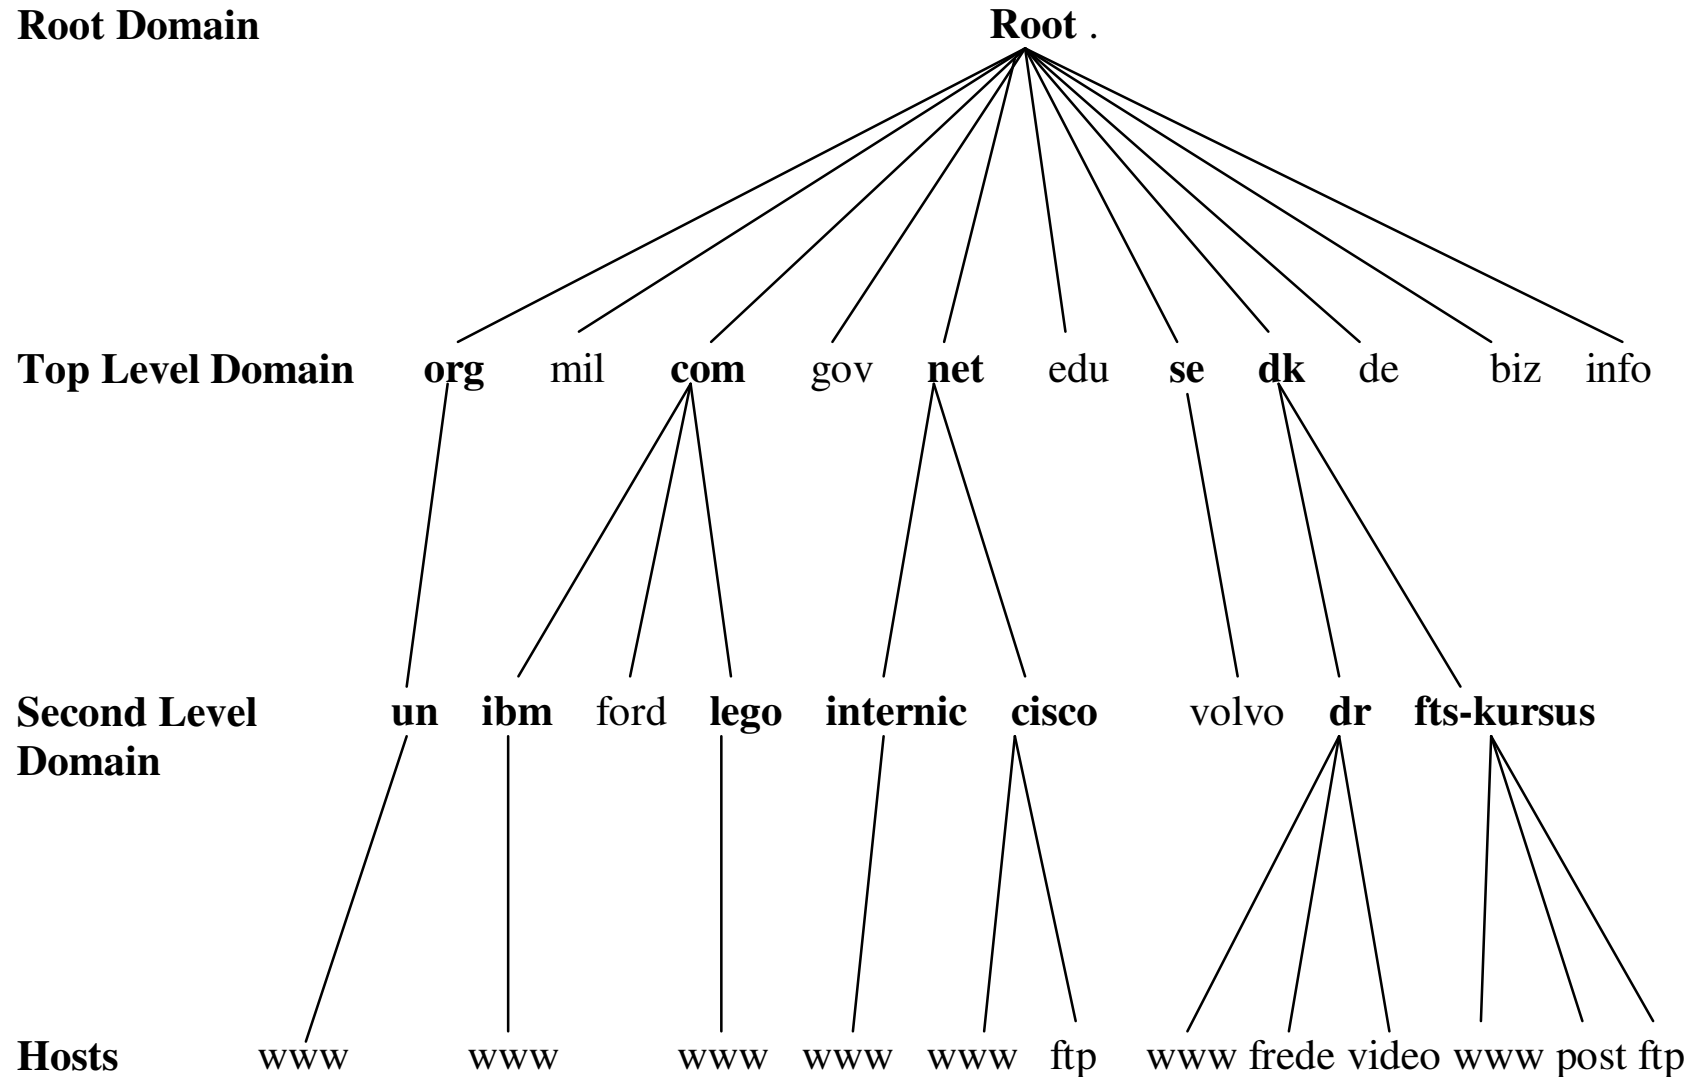 Root Domain Root .
Top Level Domain org mil com gov net edu se dk de biz info
Second Level un ibm ford lego internic cisco volvo dr fts-kursus
Domain
Hosts www www www www www ftp www frede video www post ftp